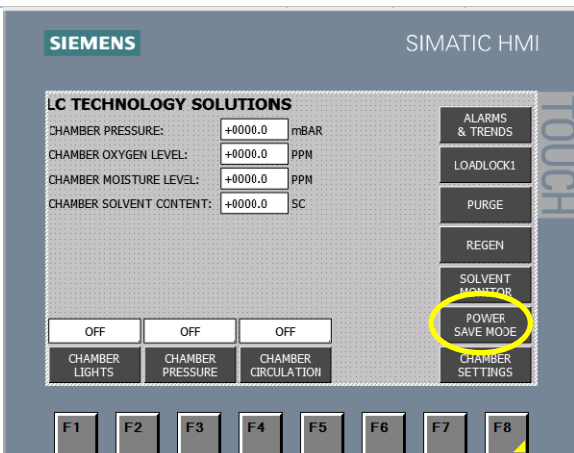 SIEMENS
SIMATIC HMI
LC TECHNOLOGY SOLUTIONS
CHAMBER PRESSURE: +0000.0 mBAR
CHAMBER OXYGEN LEVEL: +0000.0 PPM
CHAMBER MOISTURE LEVEL: +0000.0 PPM
CHAMBER SOLVENT CONTENT: +0000.0 SC
ALARMS
& TRENDS
LOADLOCK1
PURGE
REGEN
SOLVENT
MONITOR
POWER
SAVE MODE
CHAMBER
SETTINGS
TOUCH
OFF OFF OFF
CHAMBER
LIGHTS
CHAMBER
PRESSURE
CHAMBER
CIRCULATION
F1 F2 F3 F4 F5 F6 F7 F8